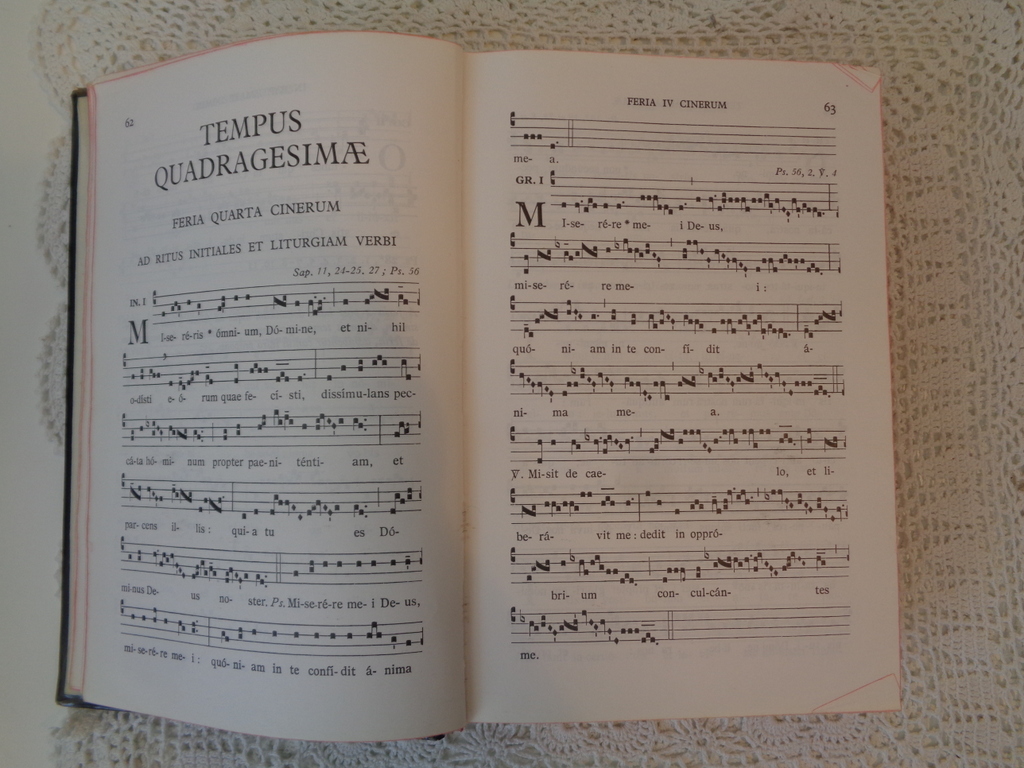 62
TEMPUS
QUADRAGESIMÆ
FERIA QUARTA CINERUM
AD RITUS INITIALES ET LITURGIAM VERBI
Sap. 11, 24-25. 27 ; Ps. 56
IN. I
M I-se- ré-ris * ómni- um, Dó- mi-ne, et ni- hil
o-dísti e- ó- rum quae fe- ci- sti, dissímu-lans pec-
cá-ta hó- mi- num propter pae-ni- ténti- am, et
par- cens il- lis : qui- a tu es Dó-
mi-nus De- us no- ster. Ps. Mi-se-ré-re me- i De- us,
mi- se-ré-re me- i : quó- ni- am in te confí- dit á- nima
FERIA IV CINERUM 63
me- a.
Ps. 56, 2. ℣. 4
GR. I
M I-se- ré-re * me- i De- us,
mi-se- ré- re me- i :
quó- ni- am in te con- fí- dit á-
ni- ma me- a.
℣. Mi-sit de cae- lo, et li-
be- rá- vit me : dedit in oppró-
bri- um con- cul-cán- tes
me.